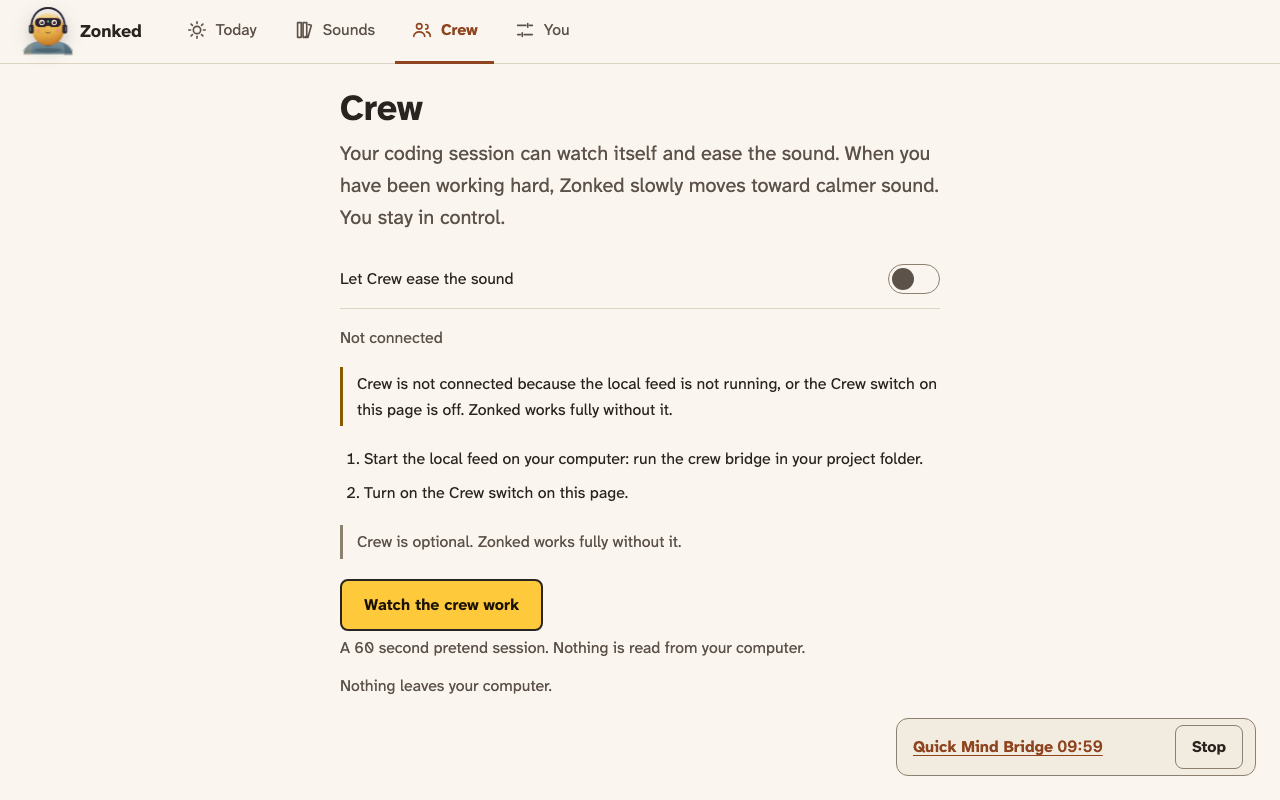 Zonked
Today
Sounds
Crew
You
Crew
Your coding session can watch itself and ease the sound. When you
have been working hard, Zonked slowly moves toward calmer sound.
You stay in control.
Let Crew ease the sound
Not connected
Crew is not connected because the local feed is not running, or the Crew switch on
this page is off. Zonked works fully without it.
1. Start the local feed on your computer: run the crew bridge in your project folder.
2. Turn on the Crew switch on this page.
Crew is optional. Zonked works fully without it.
Watch the crew work
A 60 second pretend session. Nothing is read from your computer.
Nothing leaves your computer.
Quick Mind Bridge 09:59
Stop